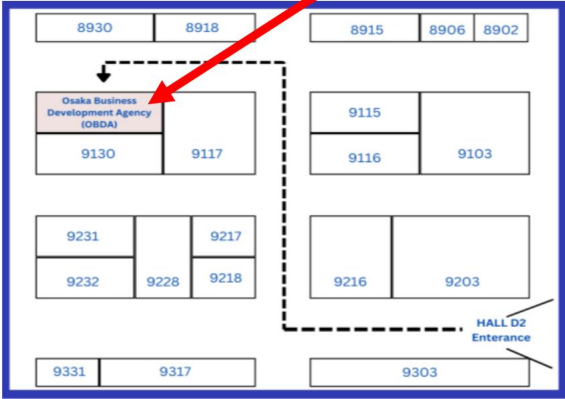 8930 8918 8915 8906 8902
Osaka Business
Development Agency
(OBDA)
9115
9130 9117 9116 9103
9231 9217
9232 9228 9218 9216 9203
HALL D2
Enterance
9331 9317 9303